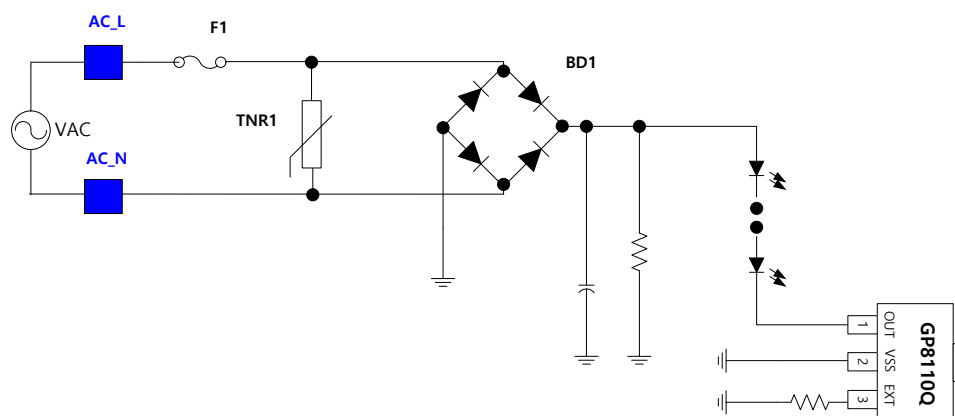 AC_L
F1
BD1
TNR1
VAC
AC_N
1 OUT
2 VSS
3 EXT
GP8110Q